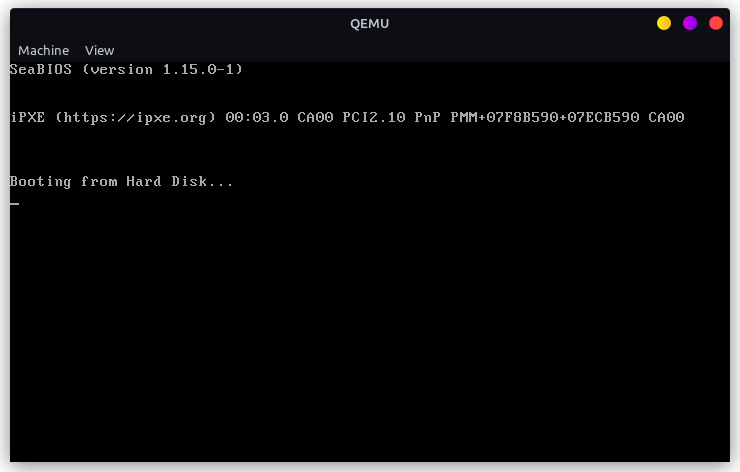 QEMU
Machine View
SeaBIOS (version 1.15.0-1)
iPXE (https://ipxe.org) 00:03.0 CA00 PCI2.10 PnP PMM+07F8B590+07ECB590 CA00
Booting from Hard Disk...